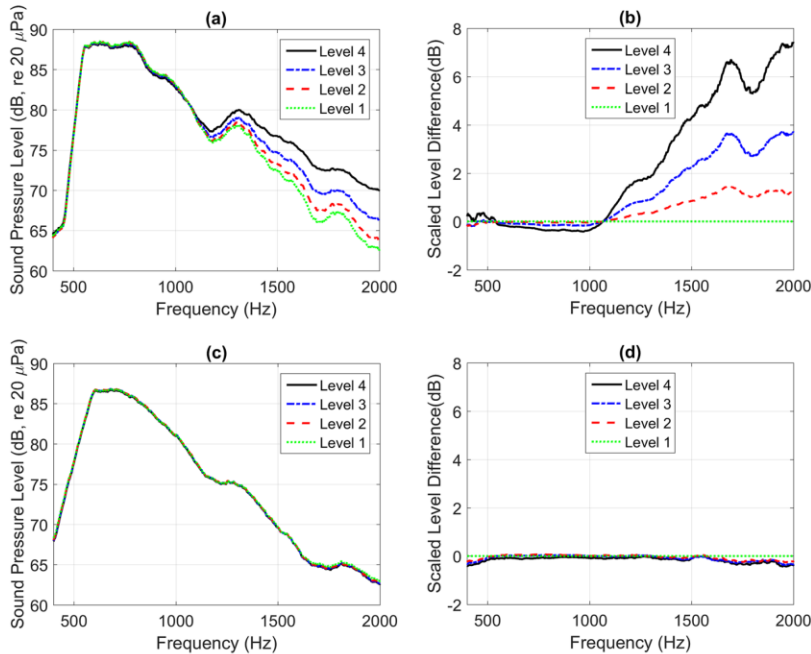 (a)
Sound Pressure Level (dB, re 20 μPa)
90
85
80
75
70
65
60
Level 4
Level 3
Level 2
Level 1
500
1000
1500
2000
Frequency (Hz)
(b)
Scaled Level Difference(dB)
8
6
4
2
0
-2
Level 4
Level 3
Level 2
Level 1
500
1000
1500
2000
Frequency (Hz)
(c)
Sound Pressure Level (dB, re 20 μPa)
90
85
80
75
70
65
60
Level 4
Level 3
Level 2
Level 1
500
1000
1500
2000
Frequency (Hz)
(d)
Scaled Level Difference(dB)
8
6
4
2
0
-2
Level 4
Level 3
Level 2
Level 1
500
1000
1500
2000
Frequency (Hz)